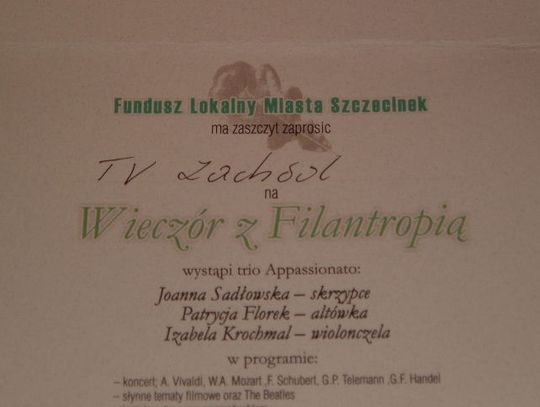 Fundusz Lokalny Miasta Szczecinek
ma zaszczyt zaprosic
TV Zachód
na
Wieczór z Filantropią
wystąpi trio Appassionato:
Joanna Sadłowska – skrzypce
Patrycja Florek – altówka
Izabela Krochmal – wiolonczela
w programie:
– koncert; A. Vivaldi, W.A. Mozart ,F. Schubert, G.P. Telemann ,G.F. Handel
– słynne tematy filmowe oraz The Beatles